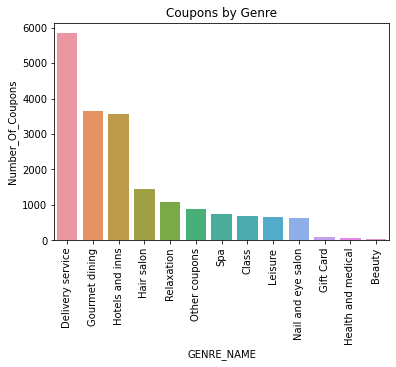 Coupons by Genre
Number_Of_Coupons
6000
5000
4000
3000
2000
1000
0
Delivery service
Gourmet dining
Hotels and inns
Hair salon
Relaxation
Other coupons
Spa
Class
Leisure
Nail and eye salon
Gift Card
Health and medical
Beauty
GENRE_NAME